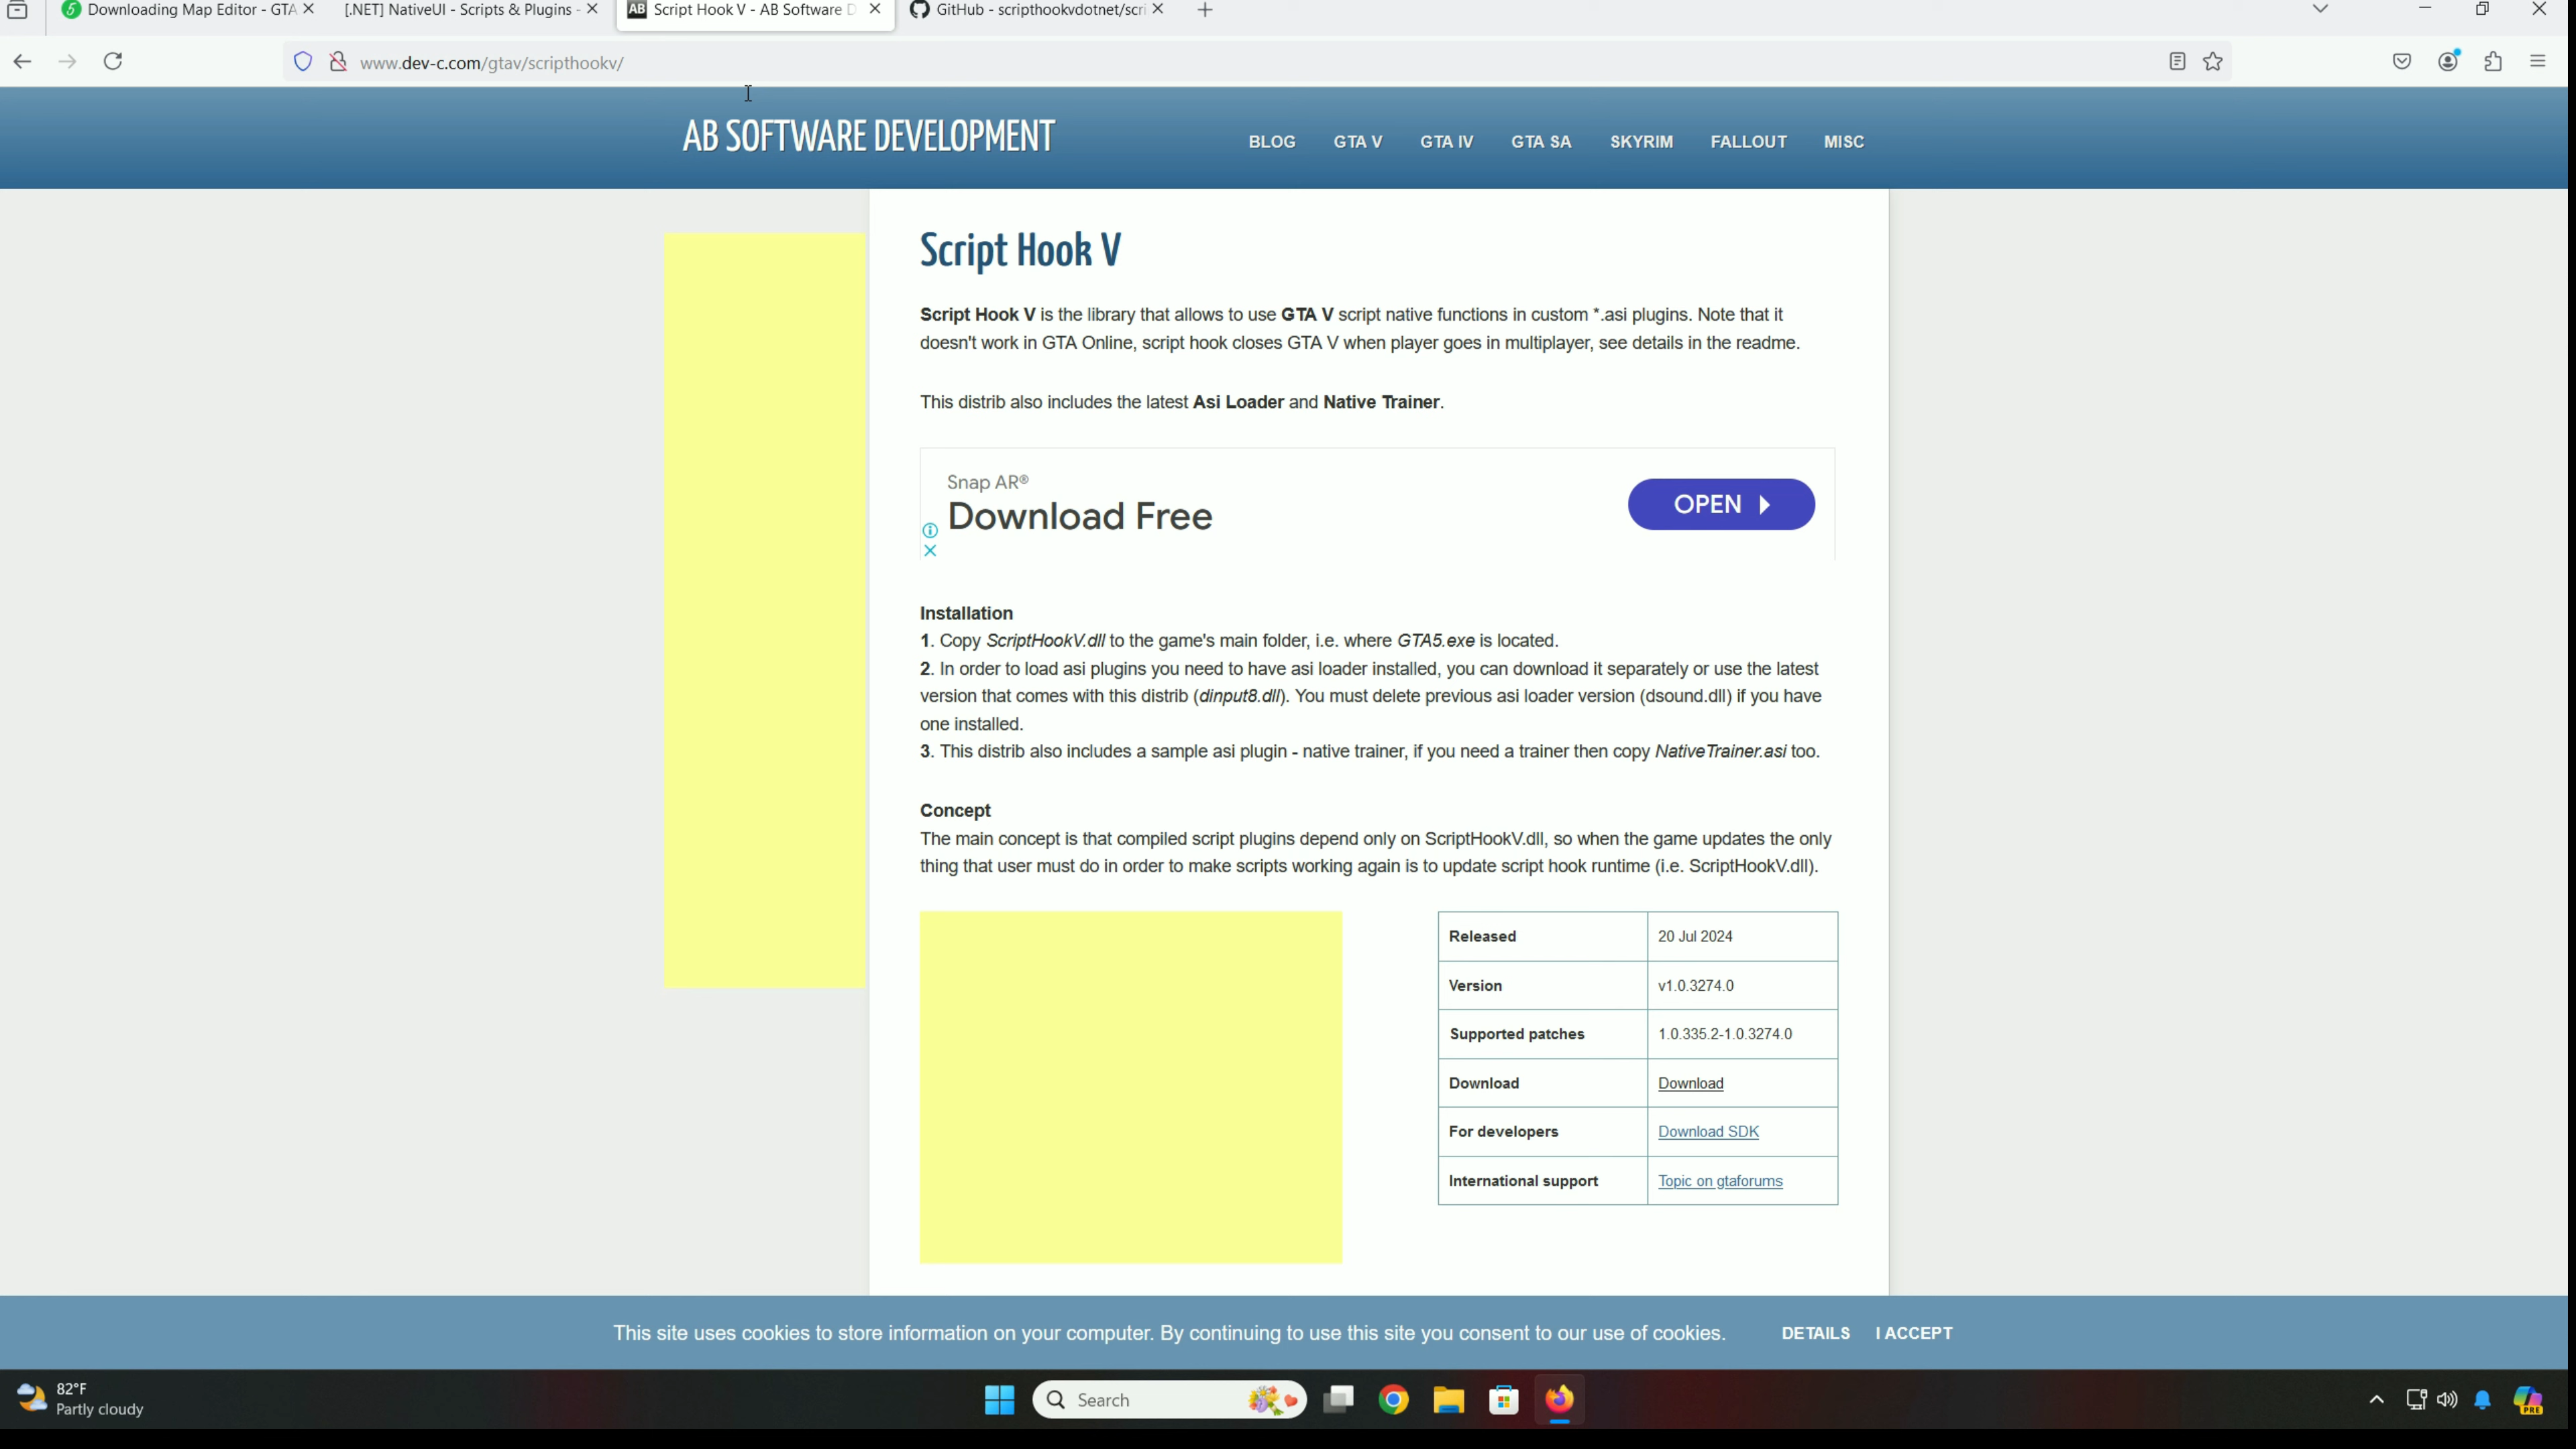 Downloading Map Editor - GTA
[.NET] NativeUI - Scripts & Plugins -
AB Script Hook V - AB Software D
GitHub - scripthookvdotnet/scri
www.dev-c.com/gtav/scripthookv/
AB SOFTWARE DEVELOPMENT
BLOG GTA V GTA IV GTA SA SKYRIM FALLOUT MISC
Script Hook V
Script Hook V is the library that allows to use GTA V script native functions in custom *.asi plugins. Note that it
doesn't work in GTA Online, script hook closes GTA V when player goes in multiplayer, see details in the readme.
This distrib also includes the latest Asi Loader and Native Trainer.
Snap AR®
Download Free
OPEN
Installation
1. Copy ScriptHookV.dll to the game's main folder, i.e. where GTA5.exe is located.
2. In order to load asi plugins you need to have asi loader installed, you can download it separately or use the latest
version that comes with this distrib (dinput8.dll). You must delete previous asi loader version (dsound.dll) if you have
one installed.
3. This distrib also includes a sample asi plugin - native trainer, if you need a trainer then copy NativeTrainer.asi too.
Concept
The main concept is that compiled script plugins depend only on ScriptHookV.dll, so when the game updates the only
thing that user must do in order to make scripts working again is to update script hook runtime (i.e. ScriptHookV.dll).
Released 20 Jul 2024
Version v1.0.3274.0
Supported patches 1.0.335.2-1.0.3274.0
Download Download
For developers Download SDK
International support Topic on gtaforums
This site uses cookies to store information on your computer. By continuing to use this site you consent to our use of cookies. DETAILS I ACCEPT
82°F
Partly cloudy
Search
PRE